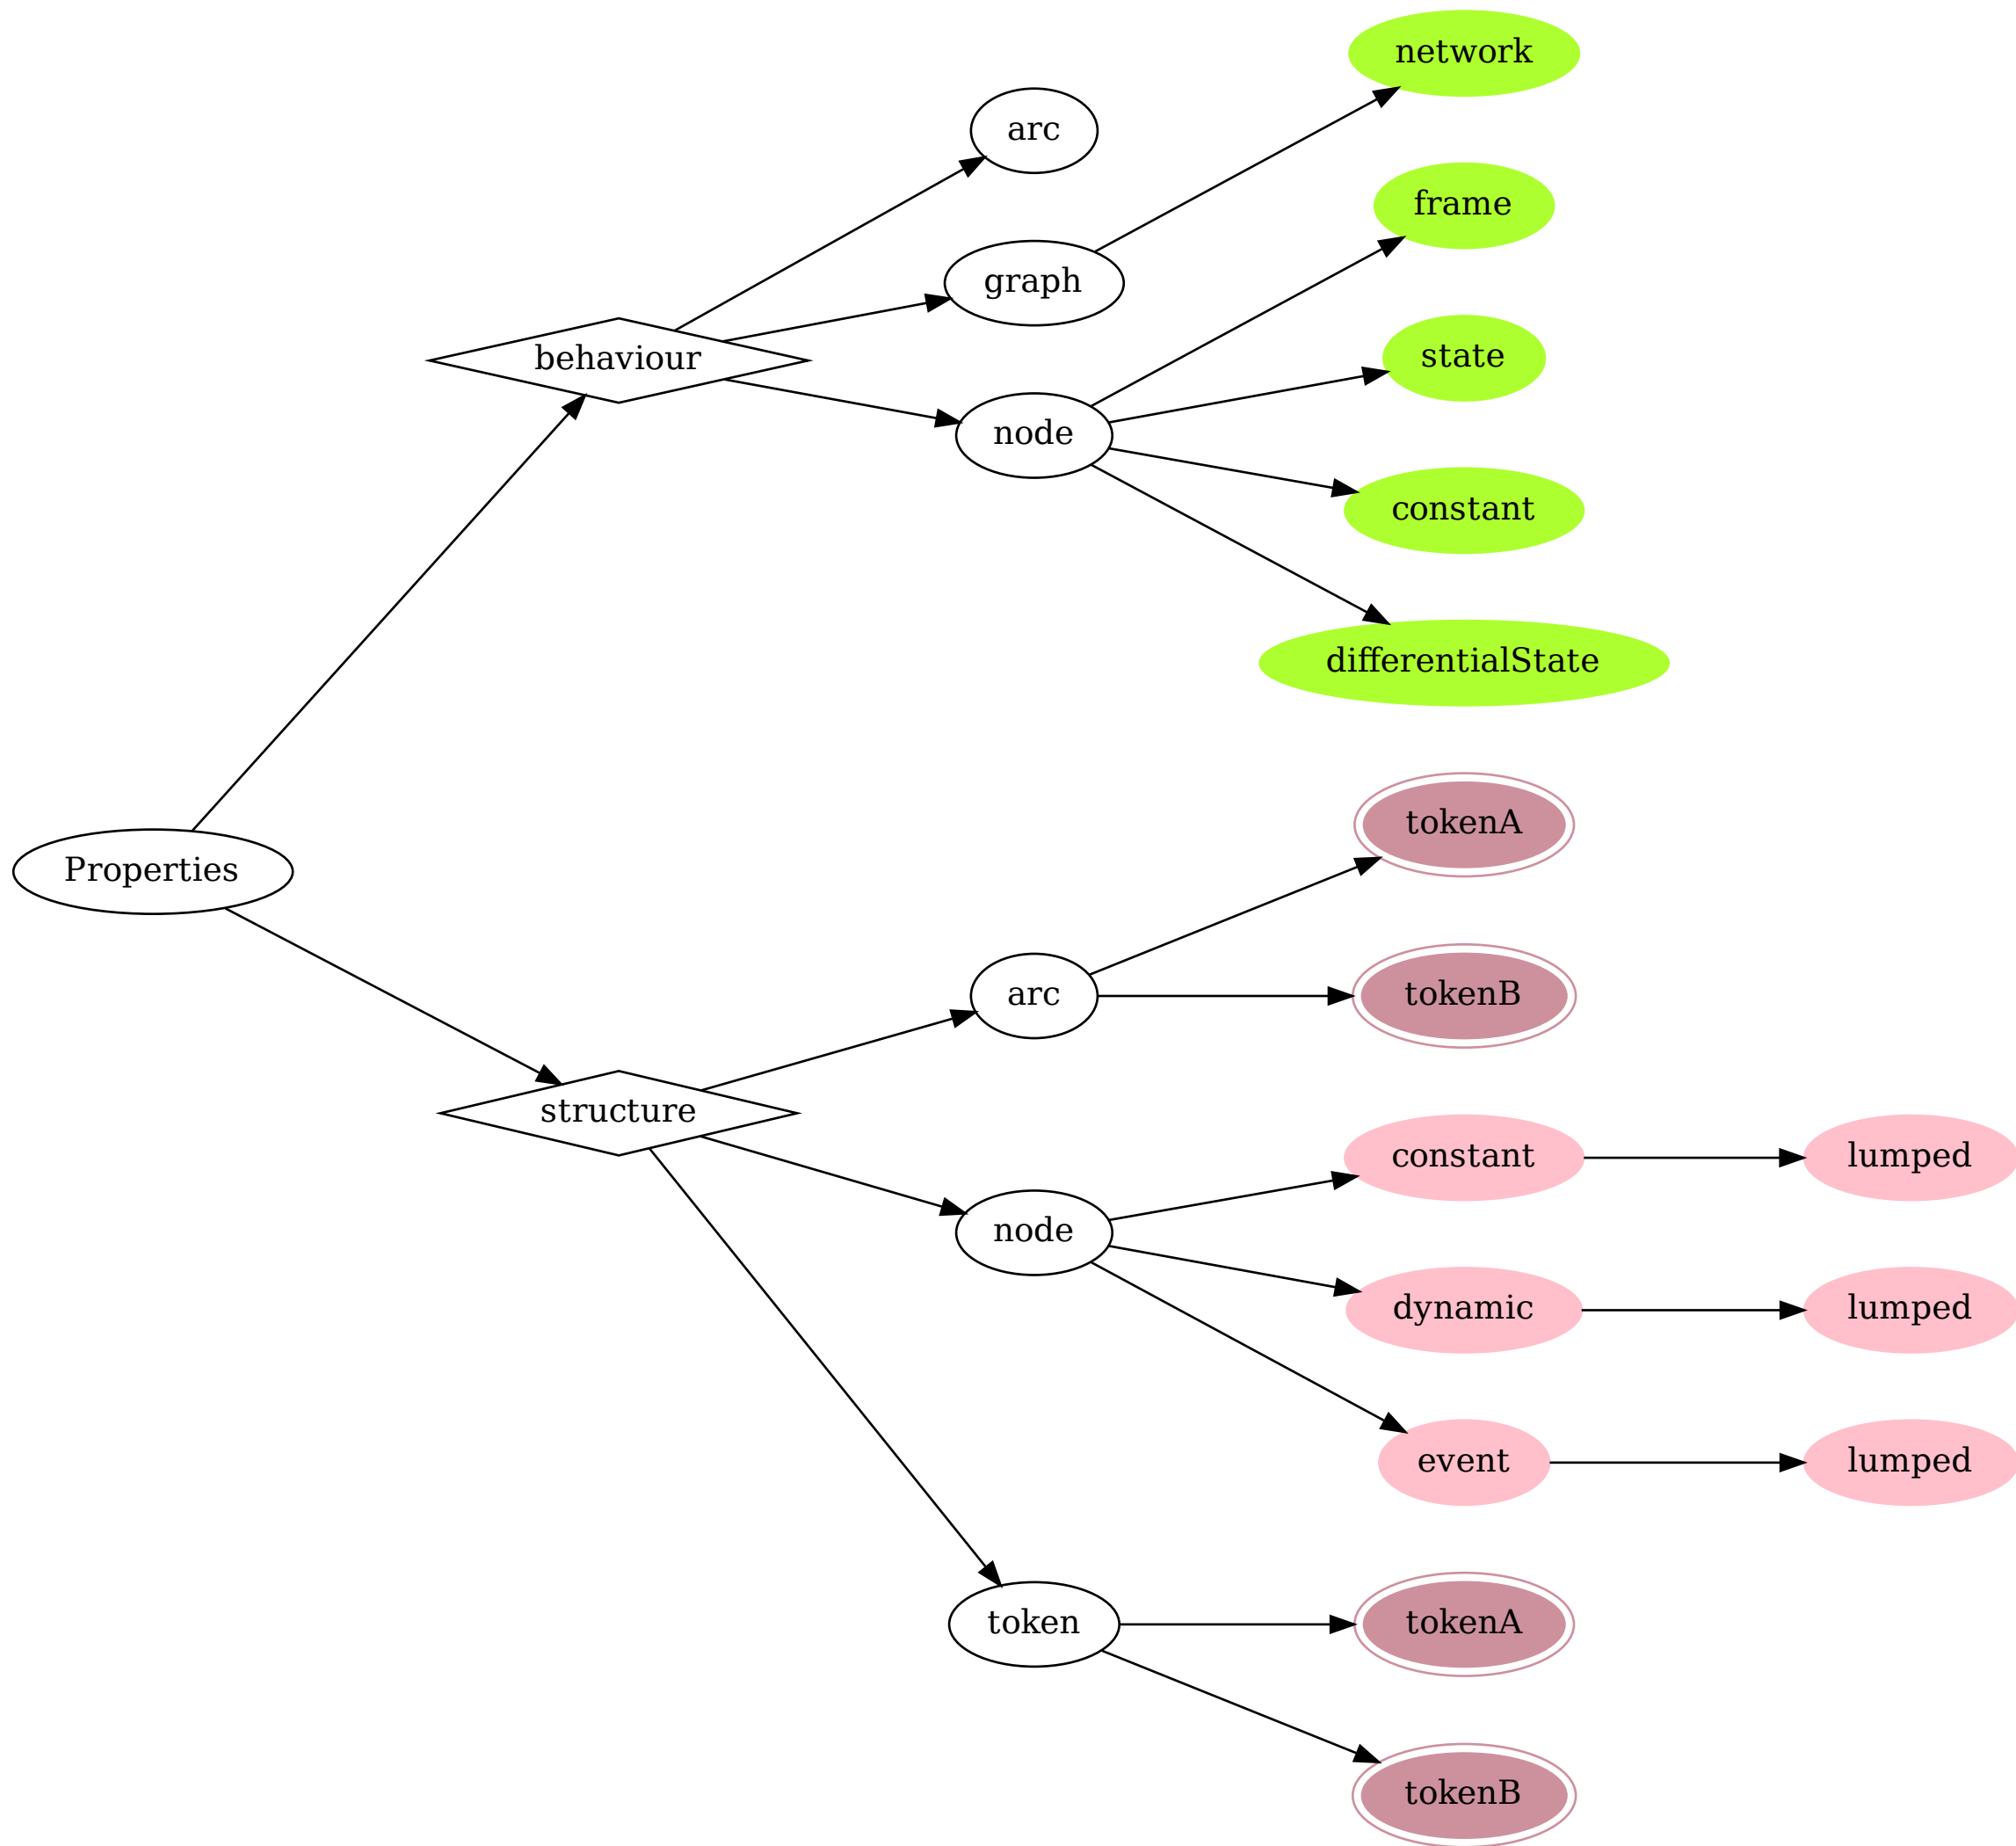 network
arc
frame
graph
state
behaviour
node
constant
differentialState
tokenA
Properties
arc
tokenB
structure
constant
lumped
node
dynamic
lumped
event
lumped
token
tokenA
tokenB